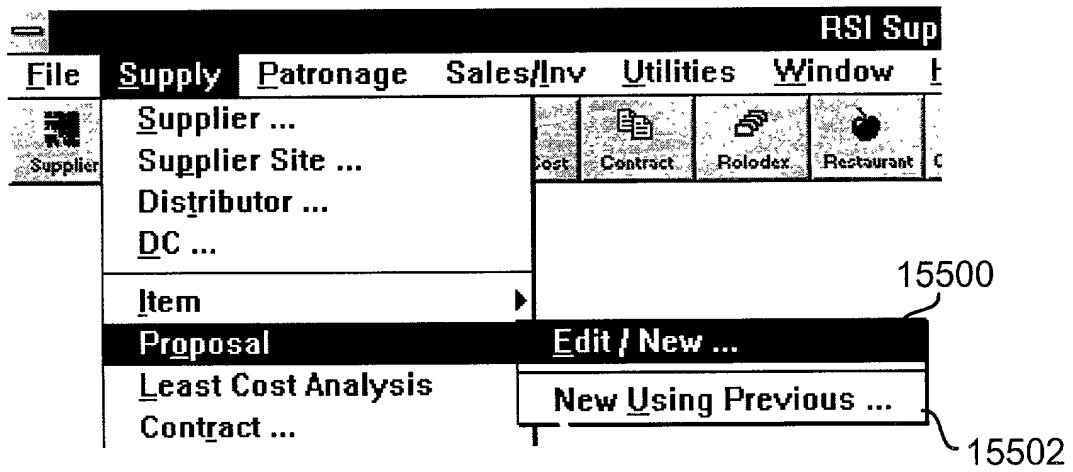 RSI Sup
File Supply Patronage Sales/Inv Utilities Window
Supplier Cost Contract Rolodex Restaurant
Supplier ...
Supplier Site ...
Distributor ...
DC ...
Item
Proposal
Least Cost Analysis
Contract ...
15500
Edit / New ...
New Using Previous ...
15502